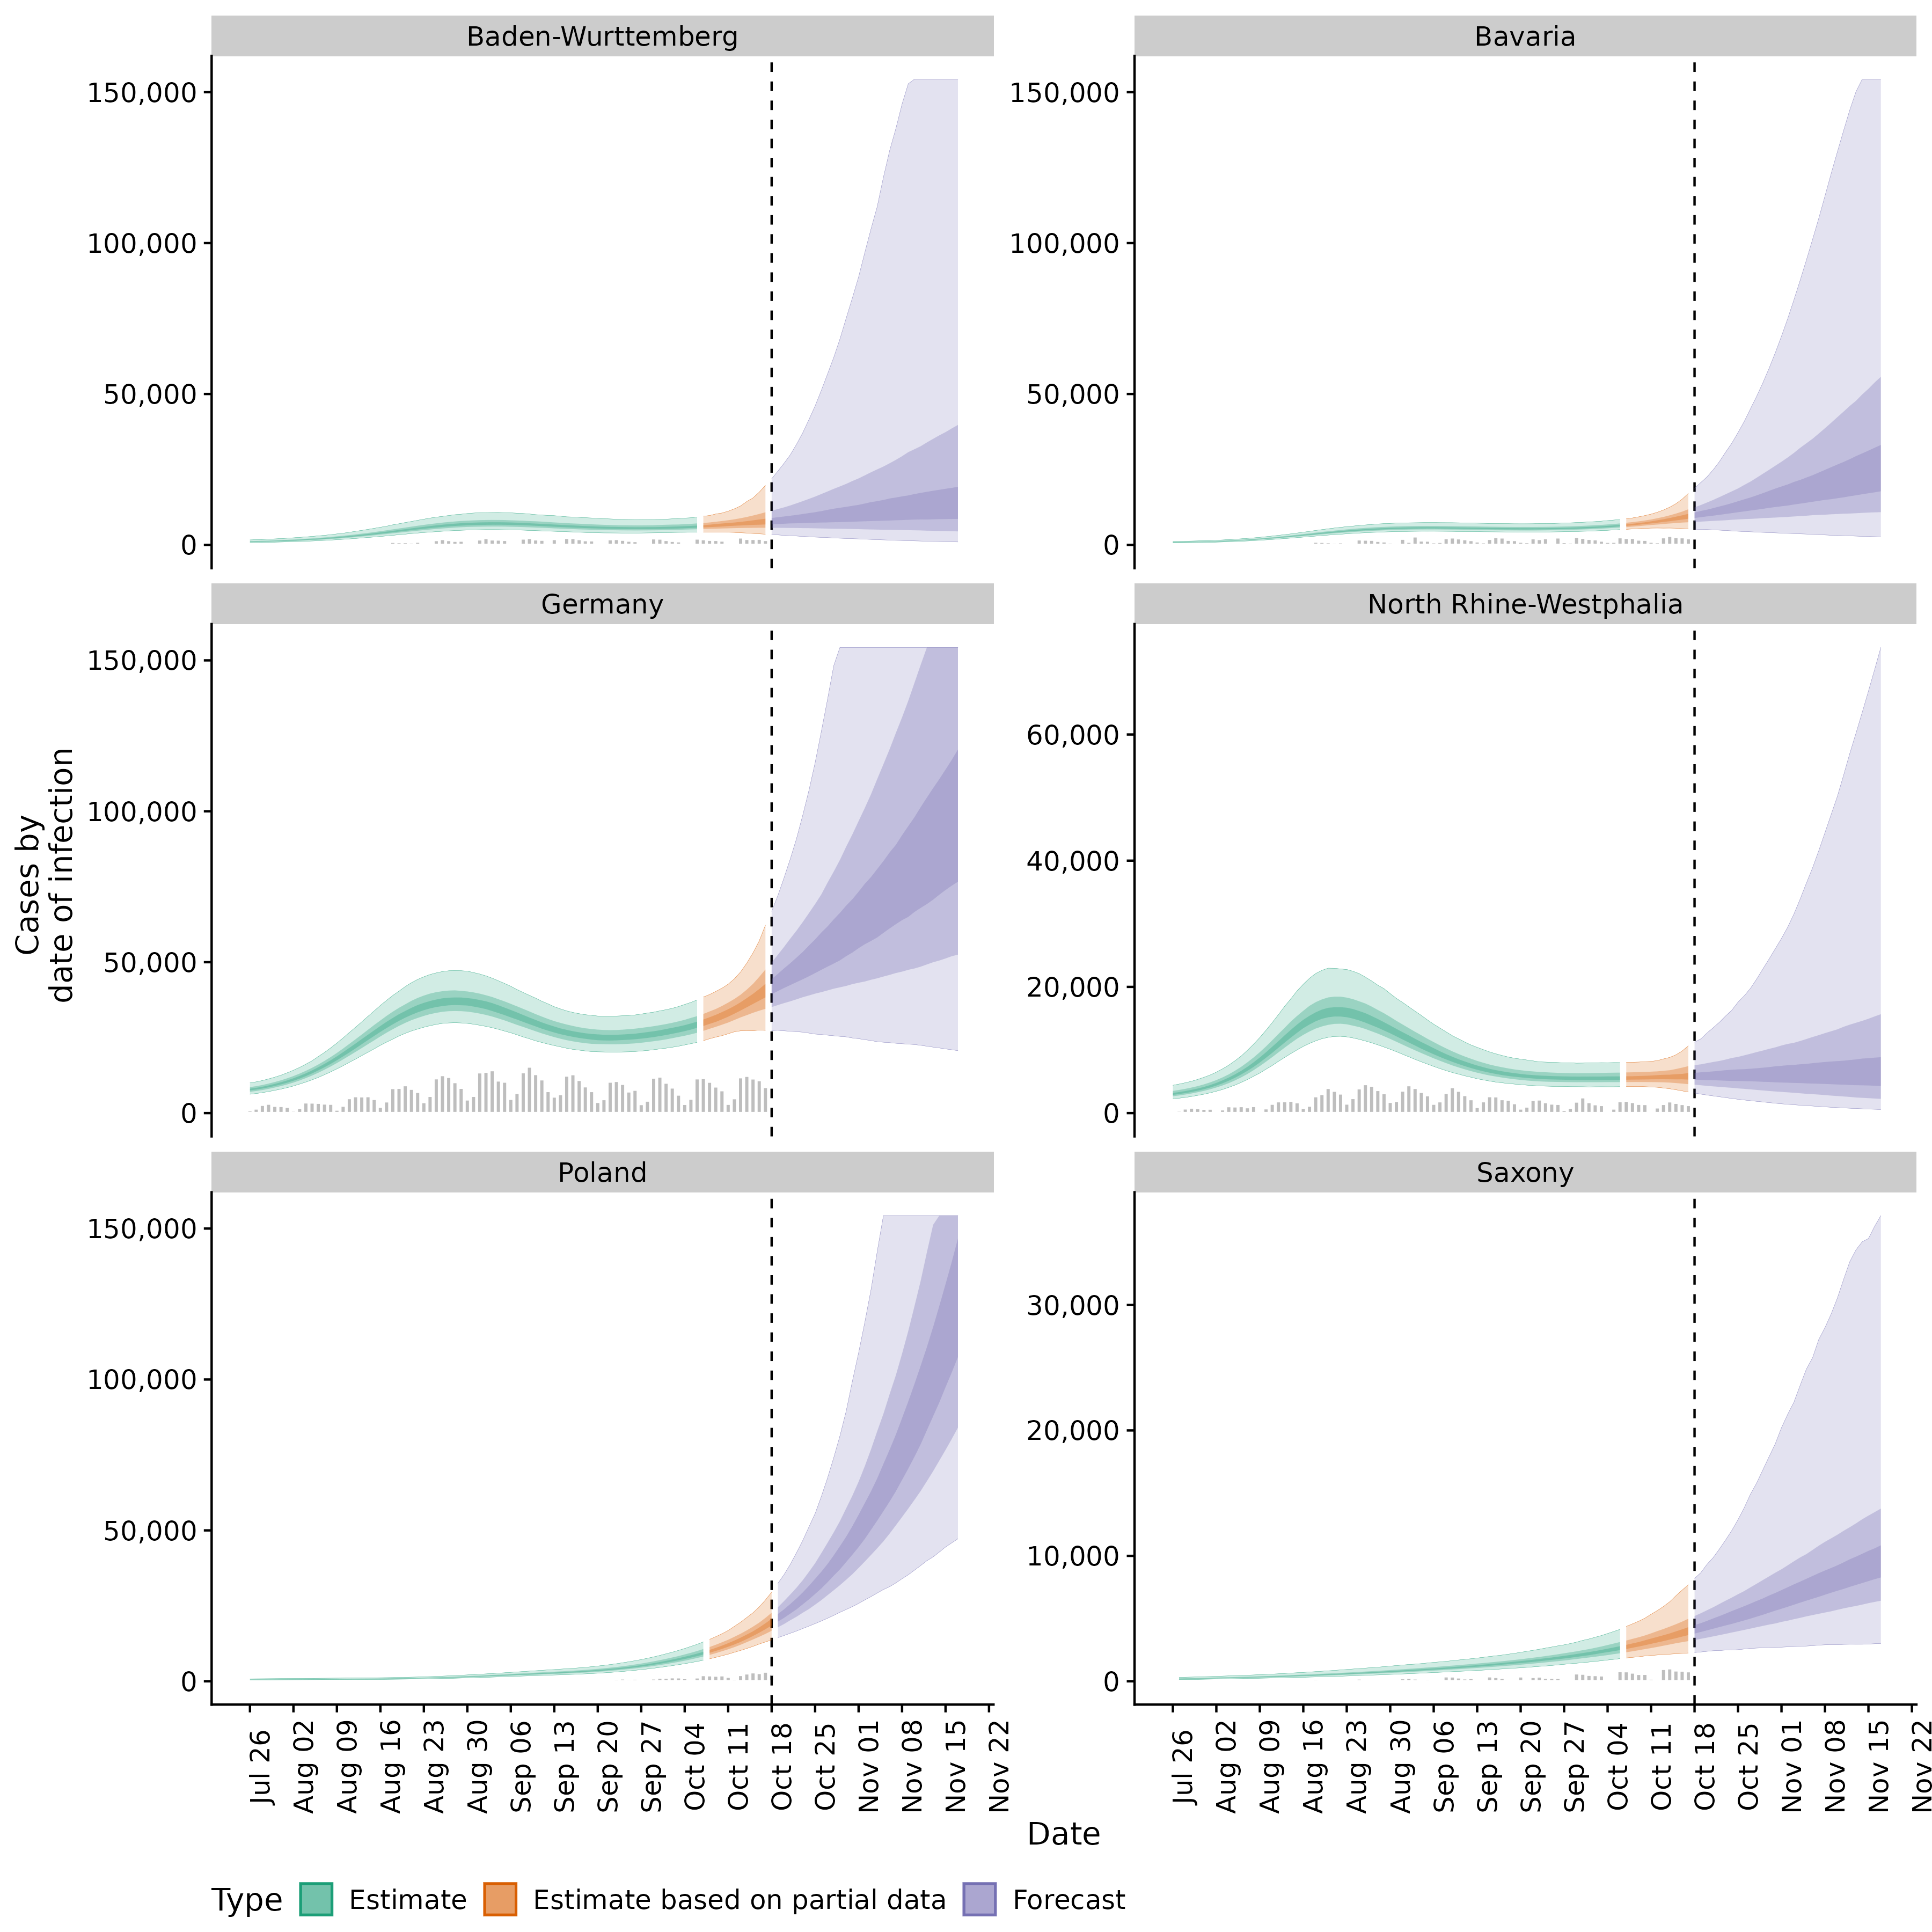 Baden-Wurttemberg
Bavaria
150,000
100,000
50,000
0
150,000
100,000
50,000
0
Germany
North Rhine-Westphalia
150,000
100,000
50,000
0
60,000
40,000
20,000
0
Poland
Saxony
150,000
100,000
50,000
0
30,000
20,000
10,000
0
Cases by
date of infection
Jul 26
Aug 02
Aug 09
Aug 16
Aug 23
Aug 30
Sep 06
Sep 13
Sep 20
Sep 27
Oct 04
Oct 11
Oct 18
Oct 25
Nov 01
Nov 08
Nov 15
Nov 22
Jul 26
Aug 02
Aug 09
Aug 16
Aug 23
Aug 30
Sep 06
Sep 13
Sep 20
Sep 27
Oct 04
Oct 11
Oct 18
Oct 25
Nov 01
Nov 08
Nov 15
Nov 22
Date
Type Estimate Estimate based on partial data Forecast